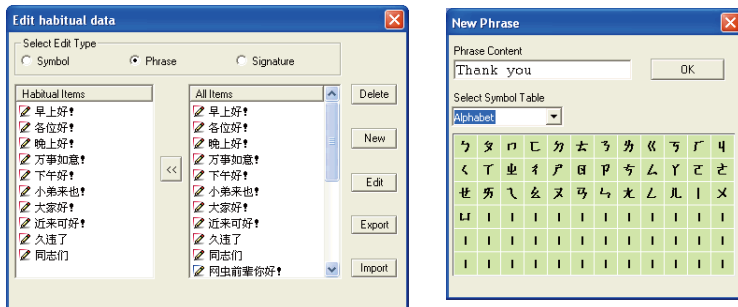 Edit habitual data
Select Edit Type
Symbol Phrase Signature
Habitual Items
早上好!
各位好!
晚上好!
万事如意!
下午好!
小弟来也!
大家好!
近来可好!
久违了
同志们
<<
All Items
早上好!
各位好!
晚上好!
万事如意!
下午好!
小弟来也!
大家好!
近来可好!
久违了
同志们
网虫前辈你好!
Delete
New
Edit
Export
Import
New Phrase
Phrase Content
Thank you
OK
Select Symbol Table
Alphabet
ㄅ ㄆ ㄇ ㄈ ㄉ ㄊ ㄋ ㄌ ㄍ ㄎ ㄏ ㄐ
ㄑ ㄒ ㄓ ㄔ ㄕ ㄖ ㄗ ㄘ ㄙ ㄚ ㄛ ㄜ
ㄝ ㄞ ㄟ ㄠ ㄡ ㄢ ㄣ ㄤ ㄥ ㄦ ㄧ ㄨ
ㄩ | | | | | | | | | | |
| | | | | | | | | | | |
| | | | | | | | | | | |